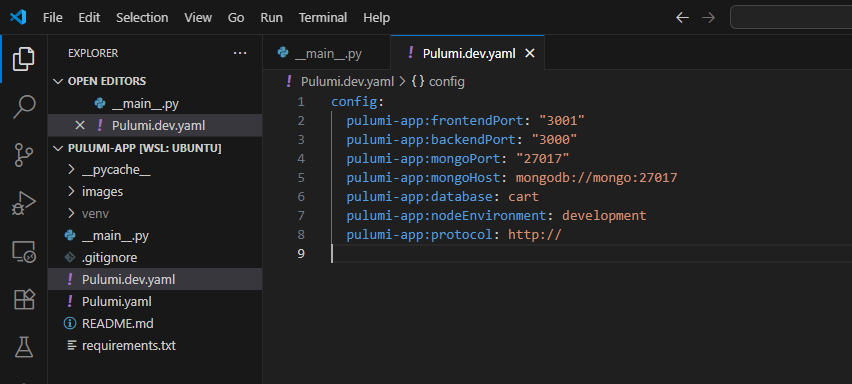 File Edit Selection View Go Run Terminal Help
EXPLORER
OPEN EDITORS
__main__.py
Pulumi.dev.yaml
PULUMI-APP [WSL: UBUNTU]
__pycache__
images
venv
__main__.py
.gitignore
Pulumi.dev.yaml
Pulumi.yaml
README.md
requirements.txt
__main__.py
Pulumi.dev.yaml
Pulumi.dev.yaml > {} config
1 config:
2 pulumi-app:frontendPort: "3001"
3 pulumi-app:backendPort: "3000"
4 pulumi-app:mongoPort: "27017"
5 pulumi-app:mongoHost: mongodb://mongo:27017
6 pulumi-app:database: cart
7 pulumi-app:nodeEnvironment: development
8 pulumi-app:protocol: http://
9